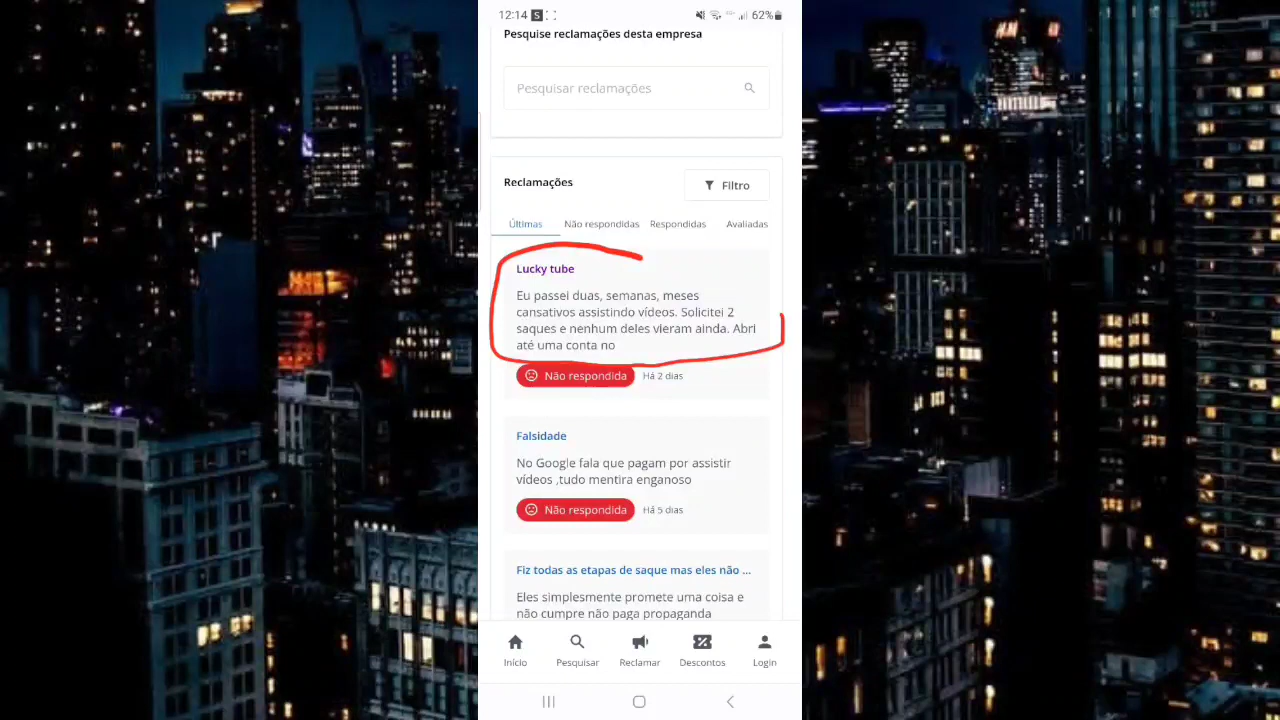 12:14 S 62%
Pesquise reclamações desta empresa
Pesquisar reclamações
Reclamações
Filtro
Últimas Não respondidas Respondidas Avaliadas
Lucky tube
Eu passei duas, semanas, meses
cansativos assistindo vídeos. Solicitei 2
saques e nenhum deles vieram ainda. Abri
até uma conta no
Não respondida Há 2 dias
Falsidade
No Google fala que pagam por assistir
vídeos ,tudo mentira enganoso
Não respondida Há 5 dias
Fiz todas as etapas de saque mas eles não ...
Eles simplesmente promete uma coisa e
não cumpre não paga propaganda
Início Pesquisar Reclamar Descontos Login